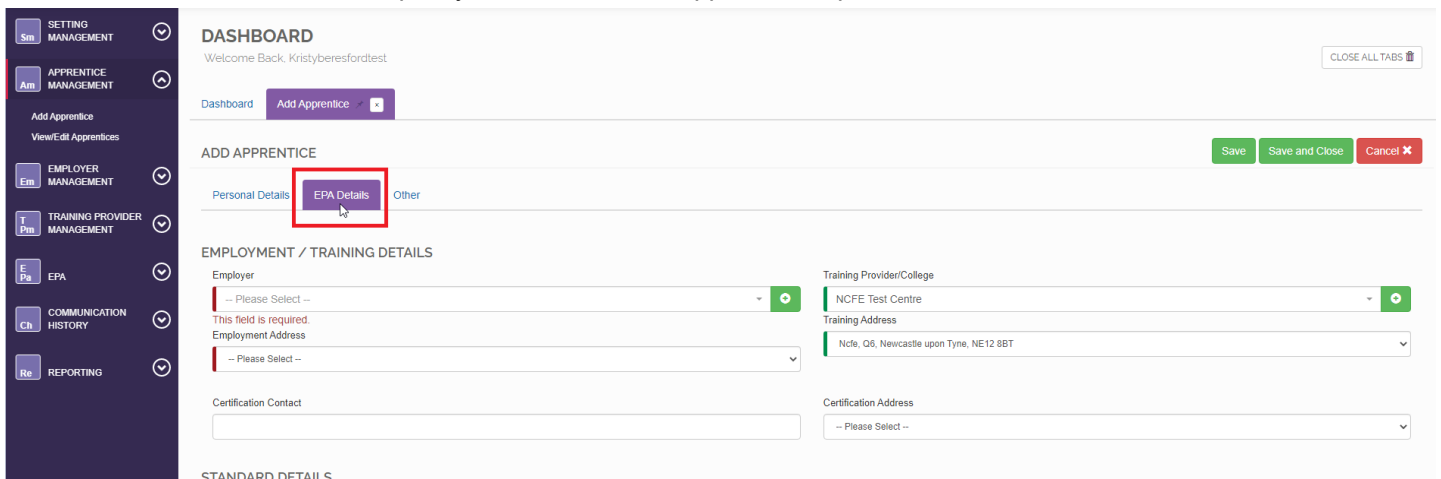 Sm SETTING MANAGEMENT
Am APPRENTICE MANAGEMENT
Add Apprentice
View/Edit Apprentices
Em EMPLOYER MANAGEMENT
T Pm TRAINING PROVIDER MANAGEMENT
E Pa EPA
Ch COMMUNICATION HISTORY
Re REPORTING
DASHBOARD
Welcome Back, Kristyberesfordtest
CLOSE ALL TABS
Dashboard Add Apprentice
ADD APPRENTICE
Save Save and Close Cancel
Personal Details EPA Details Other
EMPLOYMENT / TRAINING DETAILS
Employer
-- Please Select --
This field is required.
Employment Address
-- Please Select --
Certification Contact
Training Provider/College
NCFE Test Centre
Training Address
Ncfe, Q6, Newcastle upon Tyne, NE12 8BT
Certification Address
-- Please Select --
STANDARD DETAILS